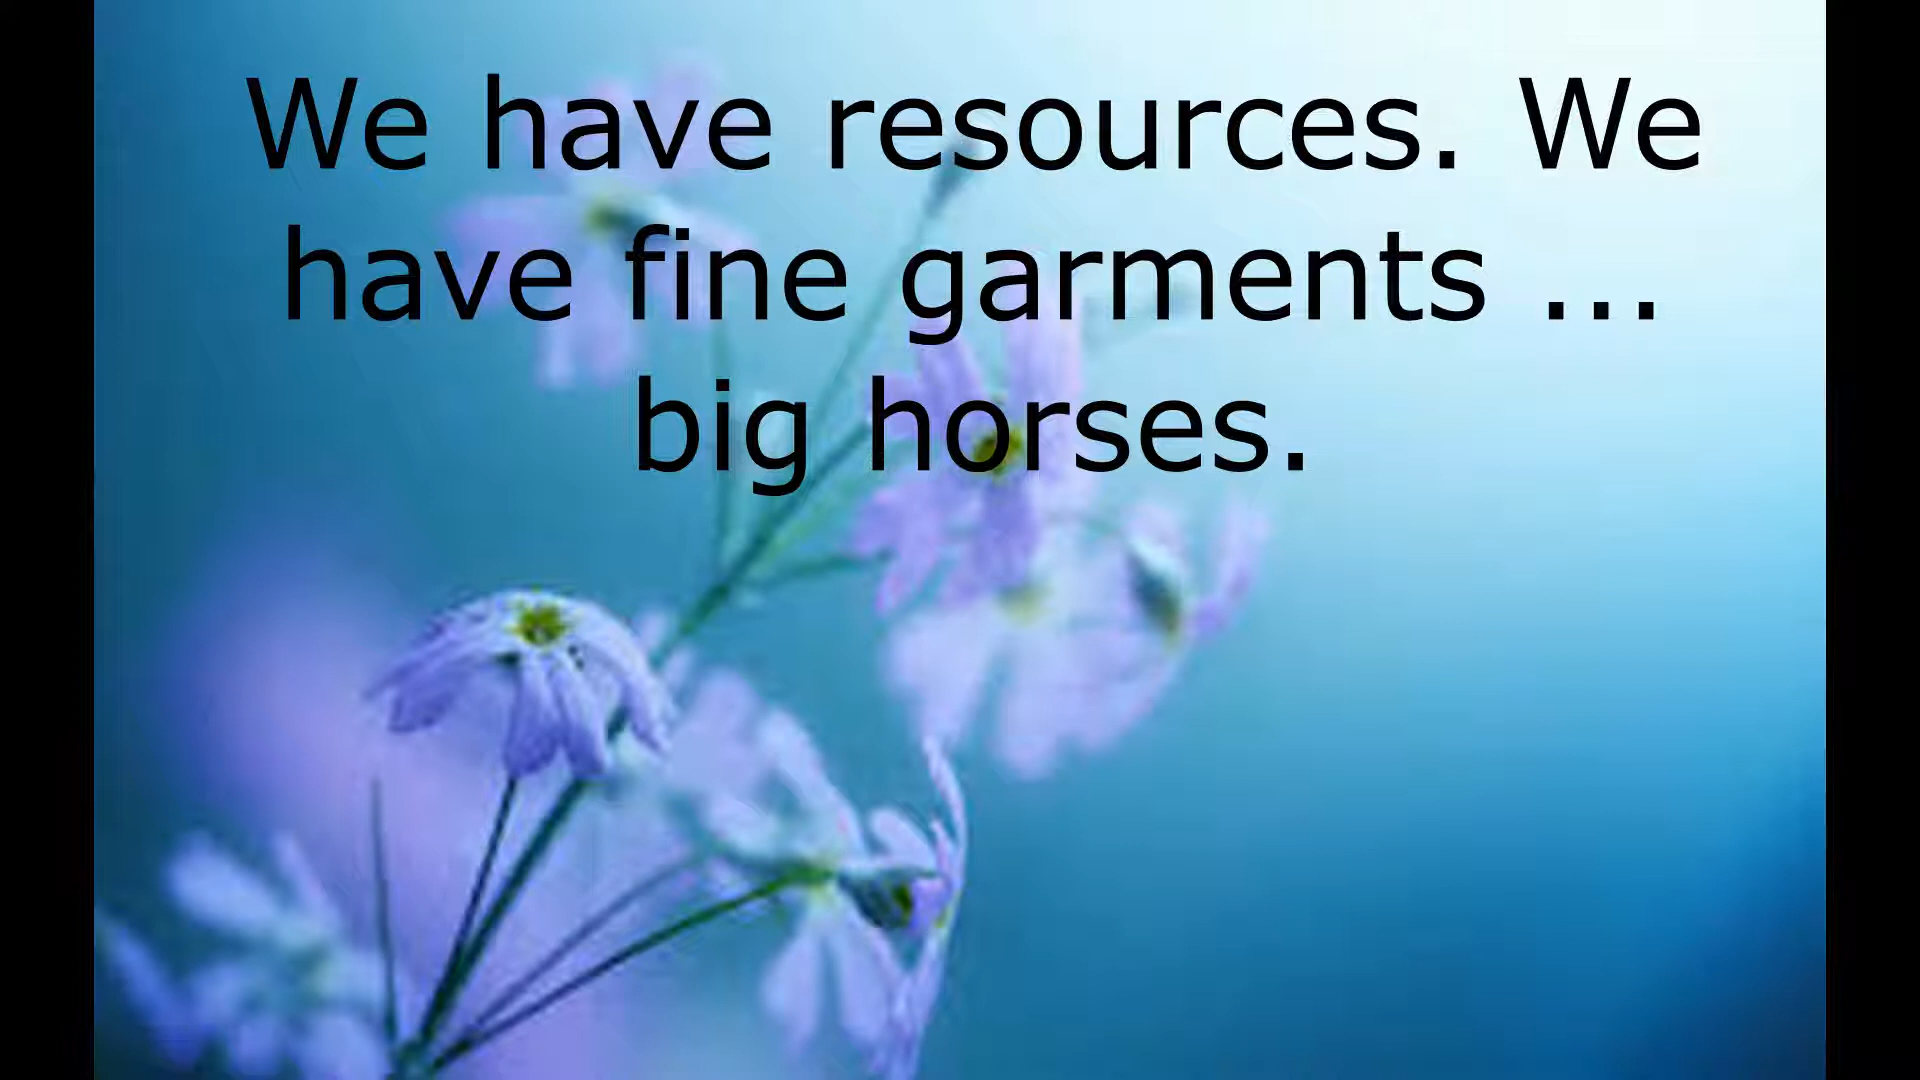 We have resources. We
have fine garments ...
big horses.